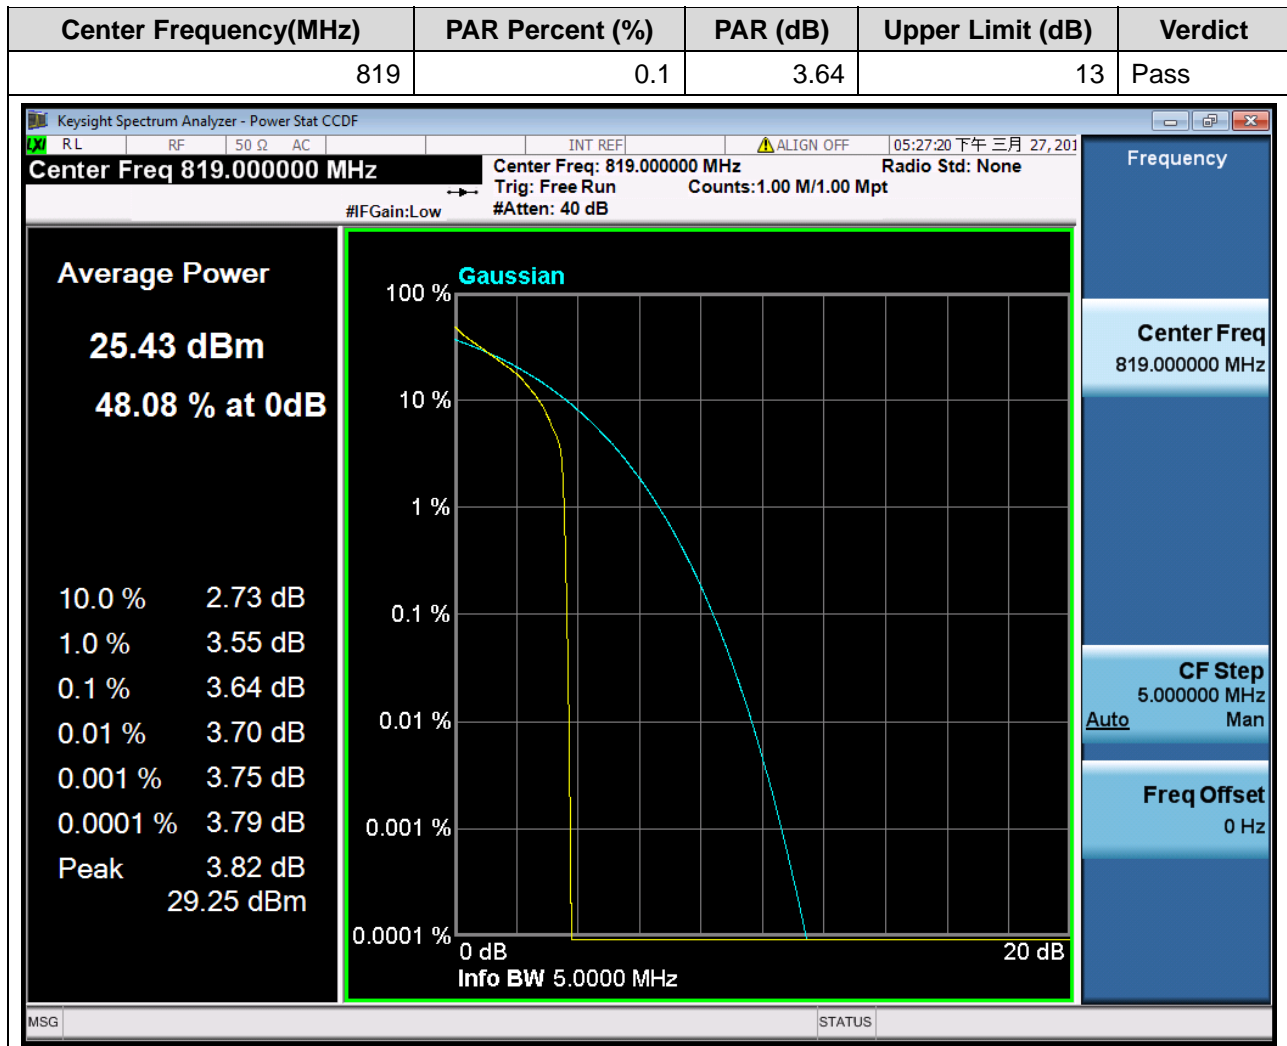 Center Frequency(MHz) PAR Percent (%) PAR (dB) Upper Limit (dB) Verdict
819 0.1 3.64 13 Pass
Keysight Spectrum Analyzer - Power Stat CCDF
LXI RL RF 50 Ω AC INT REF ALIGN OFF 05:27:20 下午 三月 27, 201
Center Freq 819.000000 MHz
Center Freq: 819.000000 MHz Radio Std: None
Trig: Free Run Counts:1.00 M/1.00 Mpt
#IFGain:Low #Atten: 40 dB
Average Power
25.43 dBm
48.08 % at 0dB
10.0 % 2.73 dB
1.0 % 3.55 dB
0.1 % 3.64 dB
0.01 % 3.70 dB
0.001 % 3.75 dB
0.0001 % 3.79 dB
Peak 3.82 dB
29.25 dBm
Gaussian
100 %
10 %
1 %
0.1 %
0.01 %
0.001 %
0.0001 %
0 dB 20 dB
Info BW 5.0000 MHz
Frequency
Center Freq
819.000000 MHz
CF Step
5.000000 MHz
Auto Man
Freq Offset
0 Hz
MSG STATUS